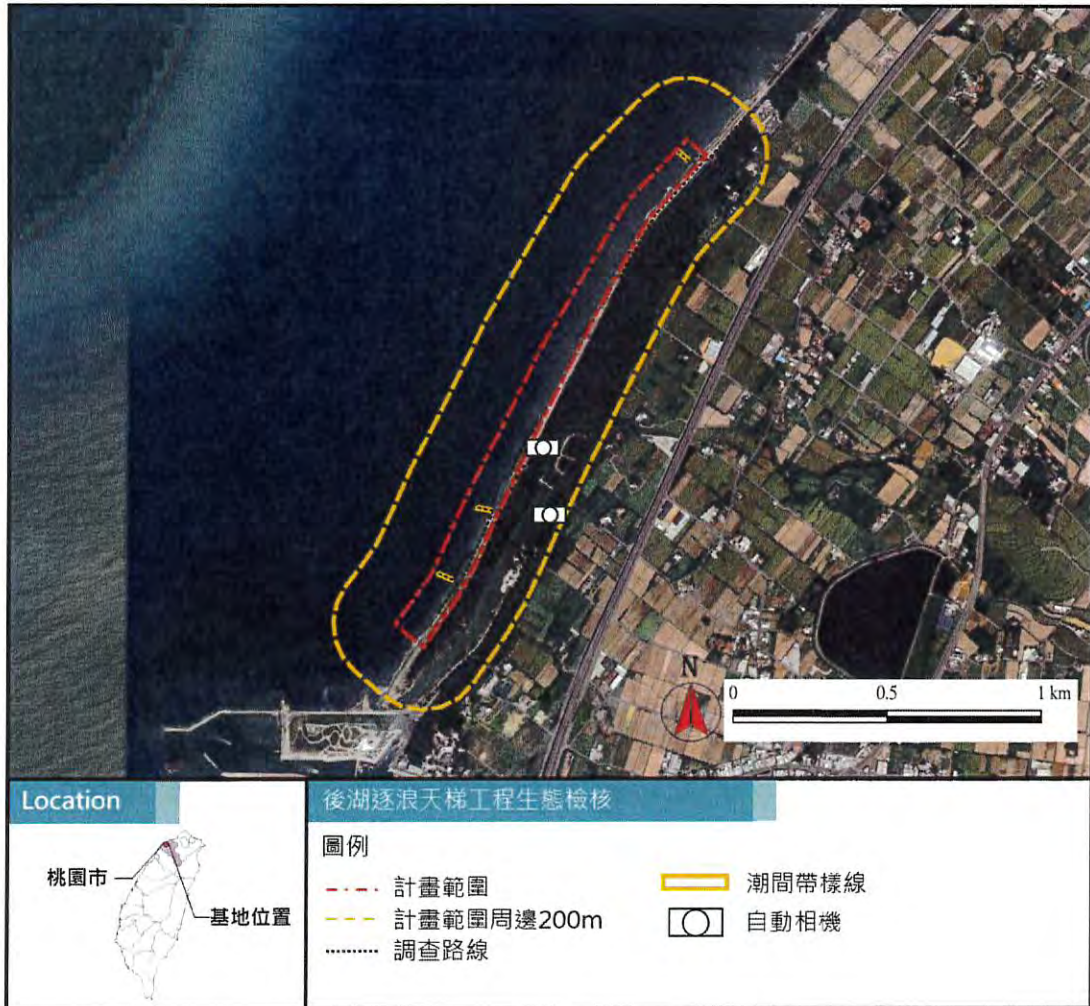 N
0 0.5 1 km
Location
桃園市
基地位置
後湖逐浪天梯工程生態檢核
圖例
計畫範圍
計畫範圍周邊200m
調查路線
潮間帶樣線
自動相機